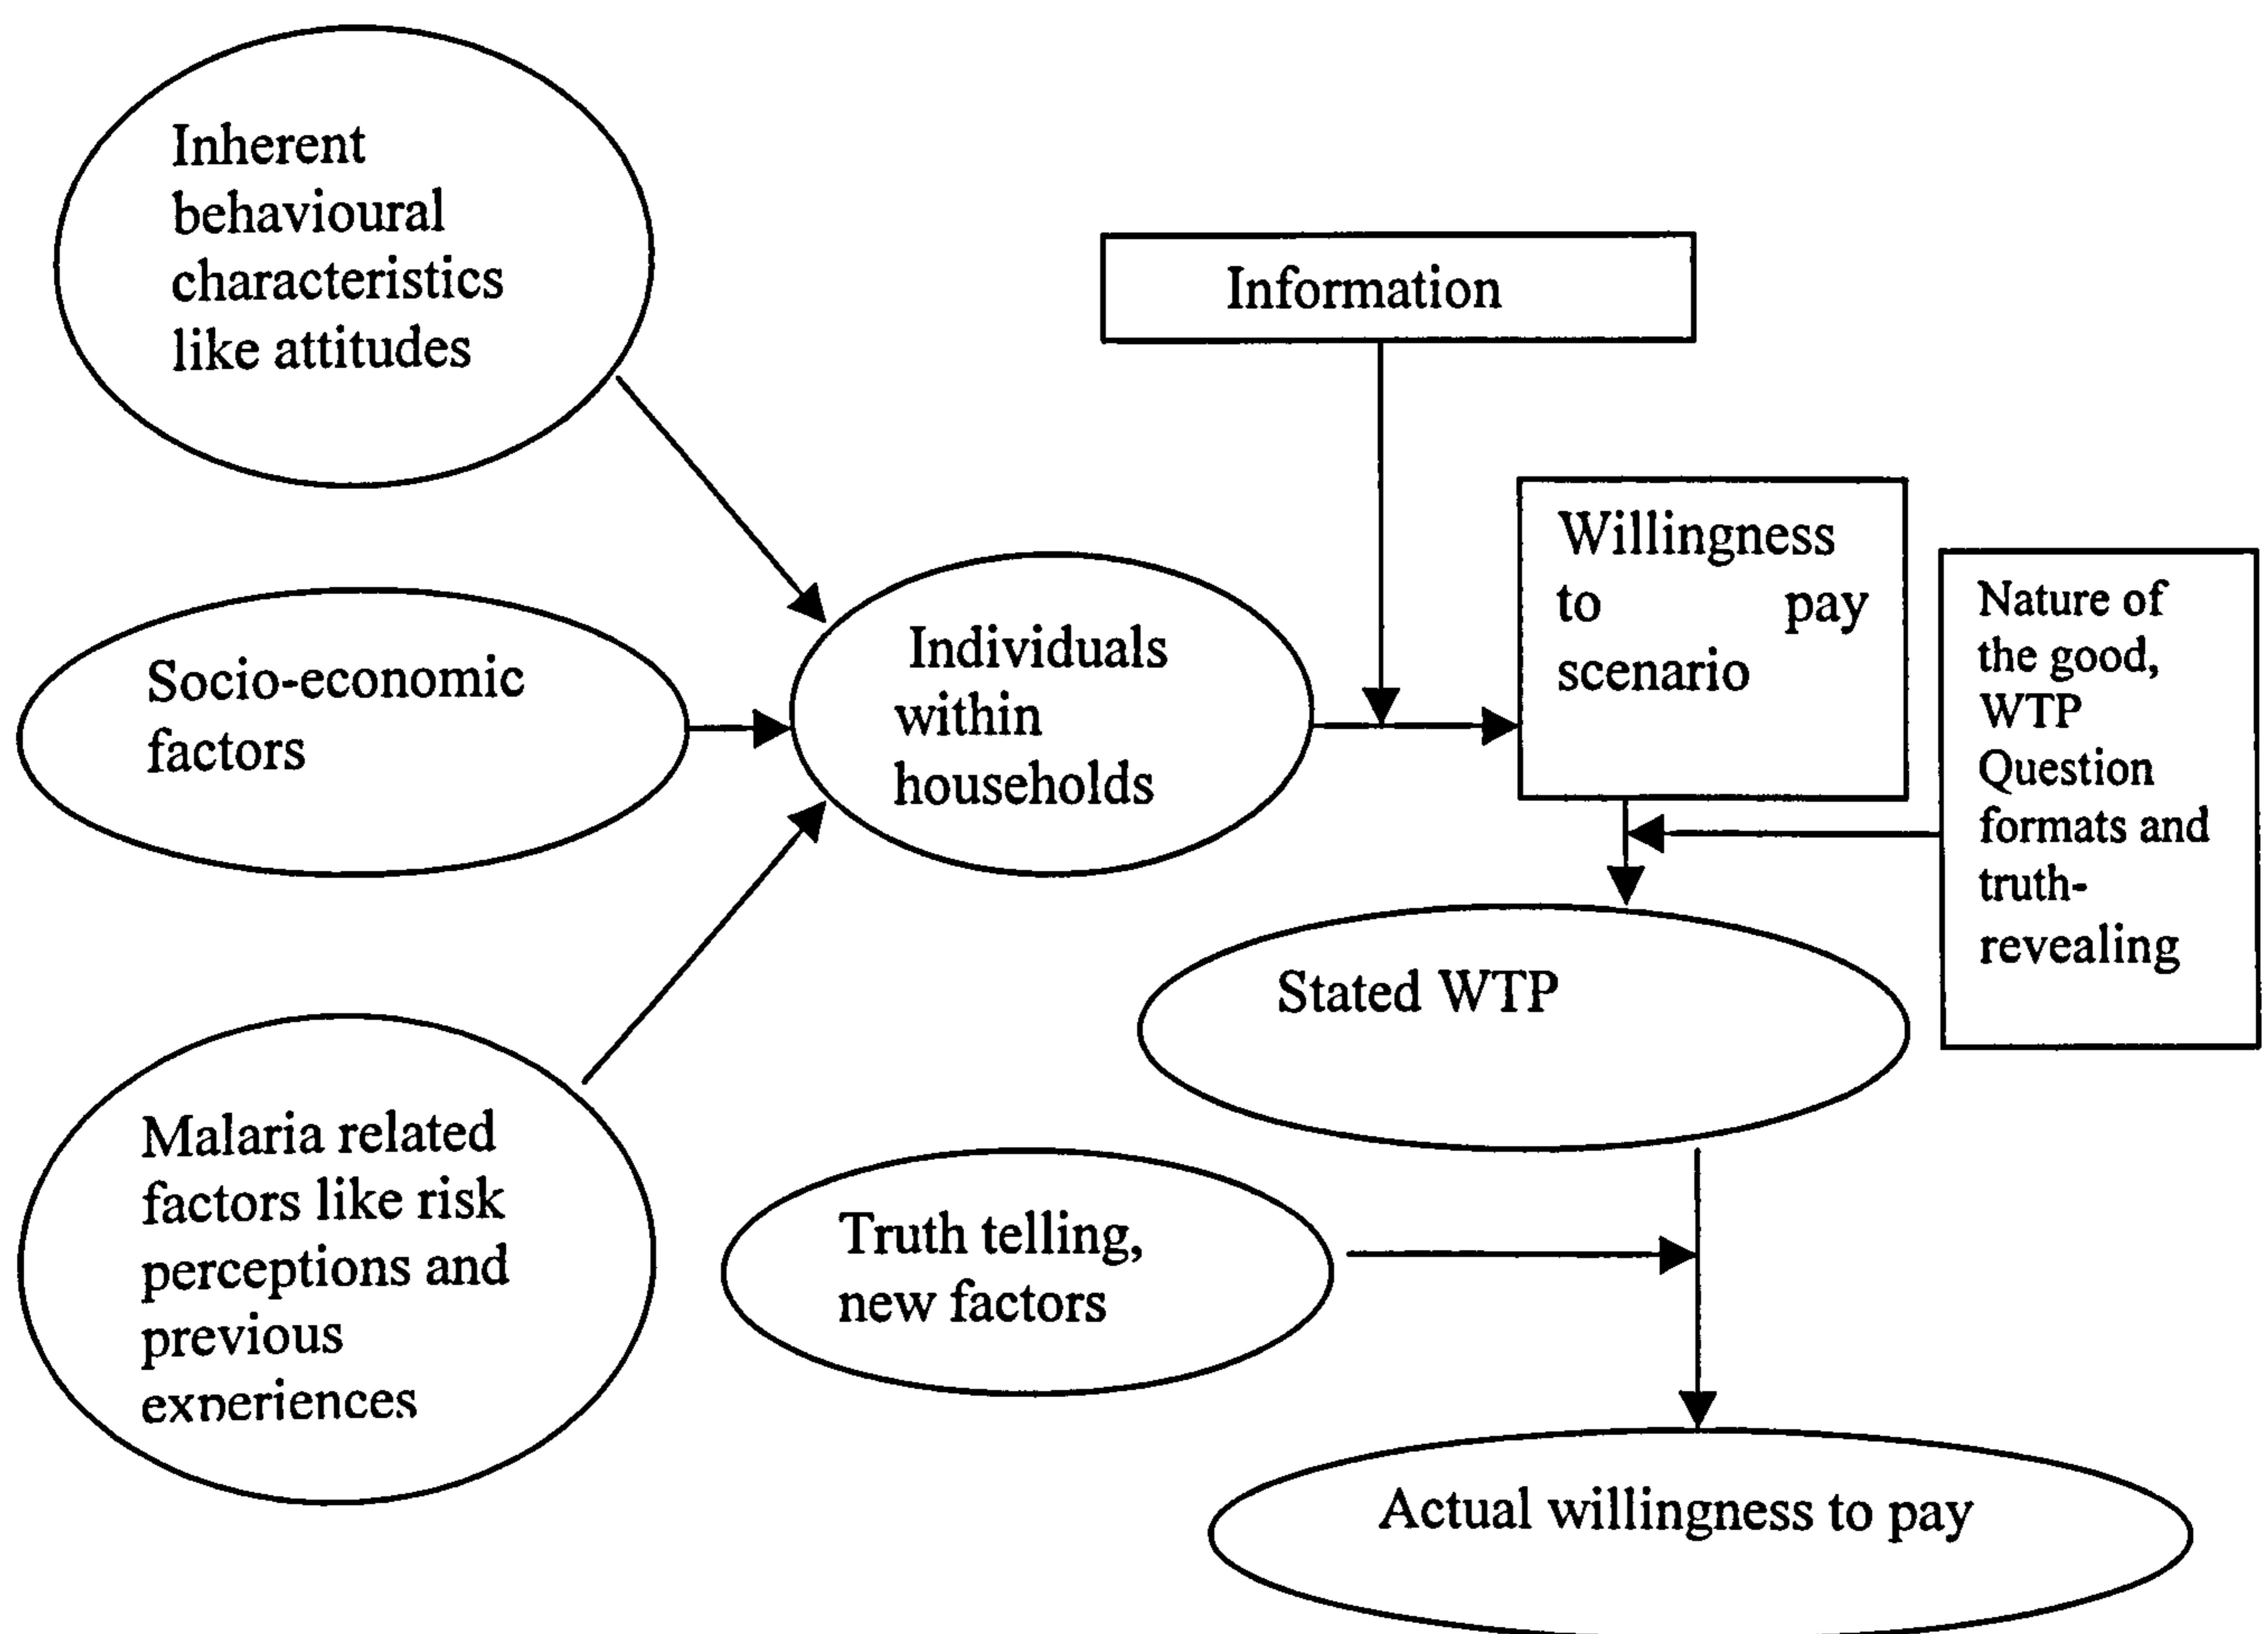 Inherent
behavioural
characteristics
like attitudes
Information
Willingness
to pay
scenario
Nature of
the good,
WTP
Question
formats and
truth-
revealing
Individuals
within
households
Socio-economic
factors
Stated WTP
Malaria related
factors like risk
perceptions and
previous
experiences
Truth telling,
new factors
Actual willingness to pay